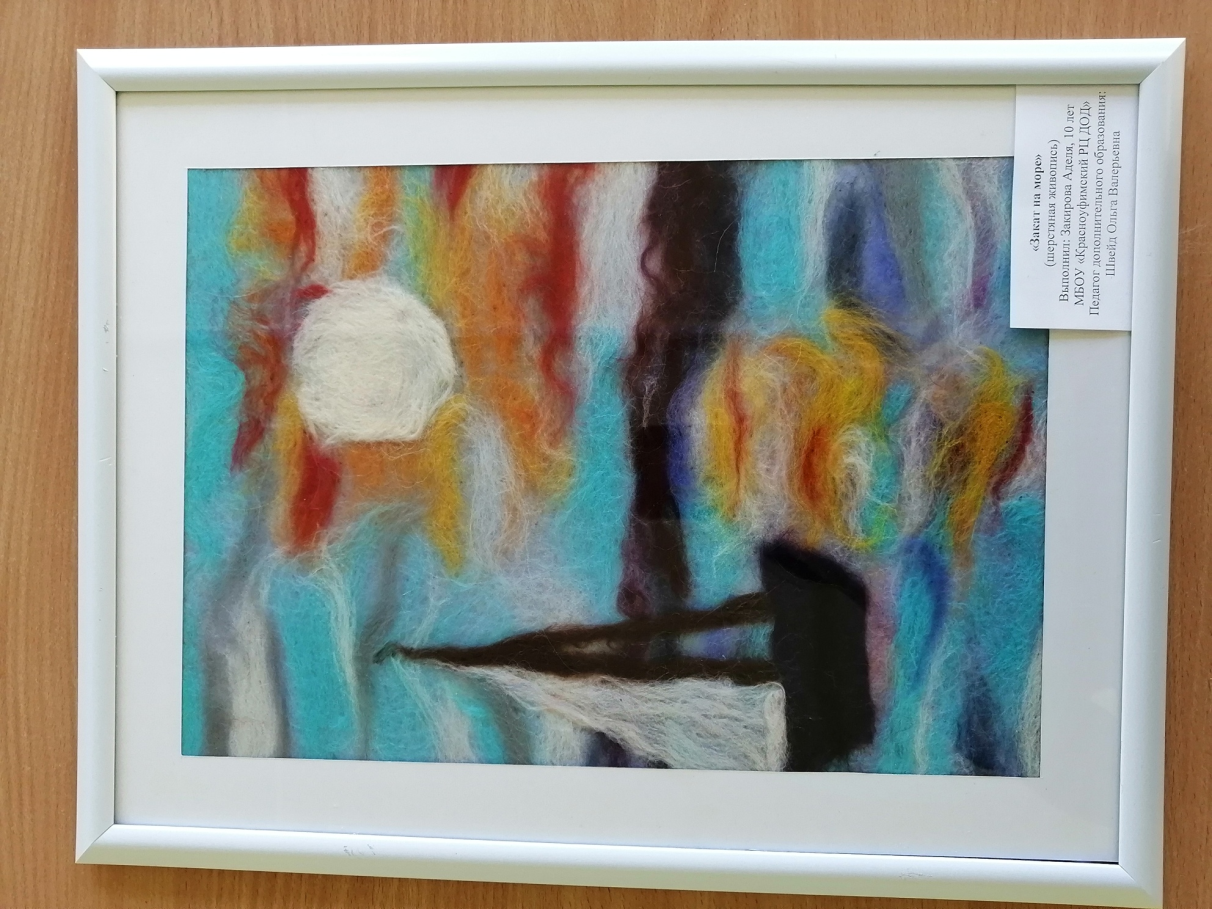 «Закат на море»
(шерстяная живопись)
Выполнил: Закирова Аделя, 10 лет
МБОУ «Красноуфимский РЦ ДОД»
Педагог дополнительного образования:
Швейд Ольга Валерьевна